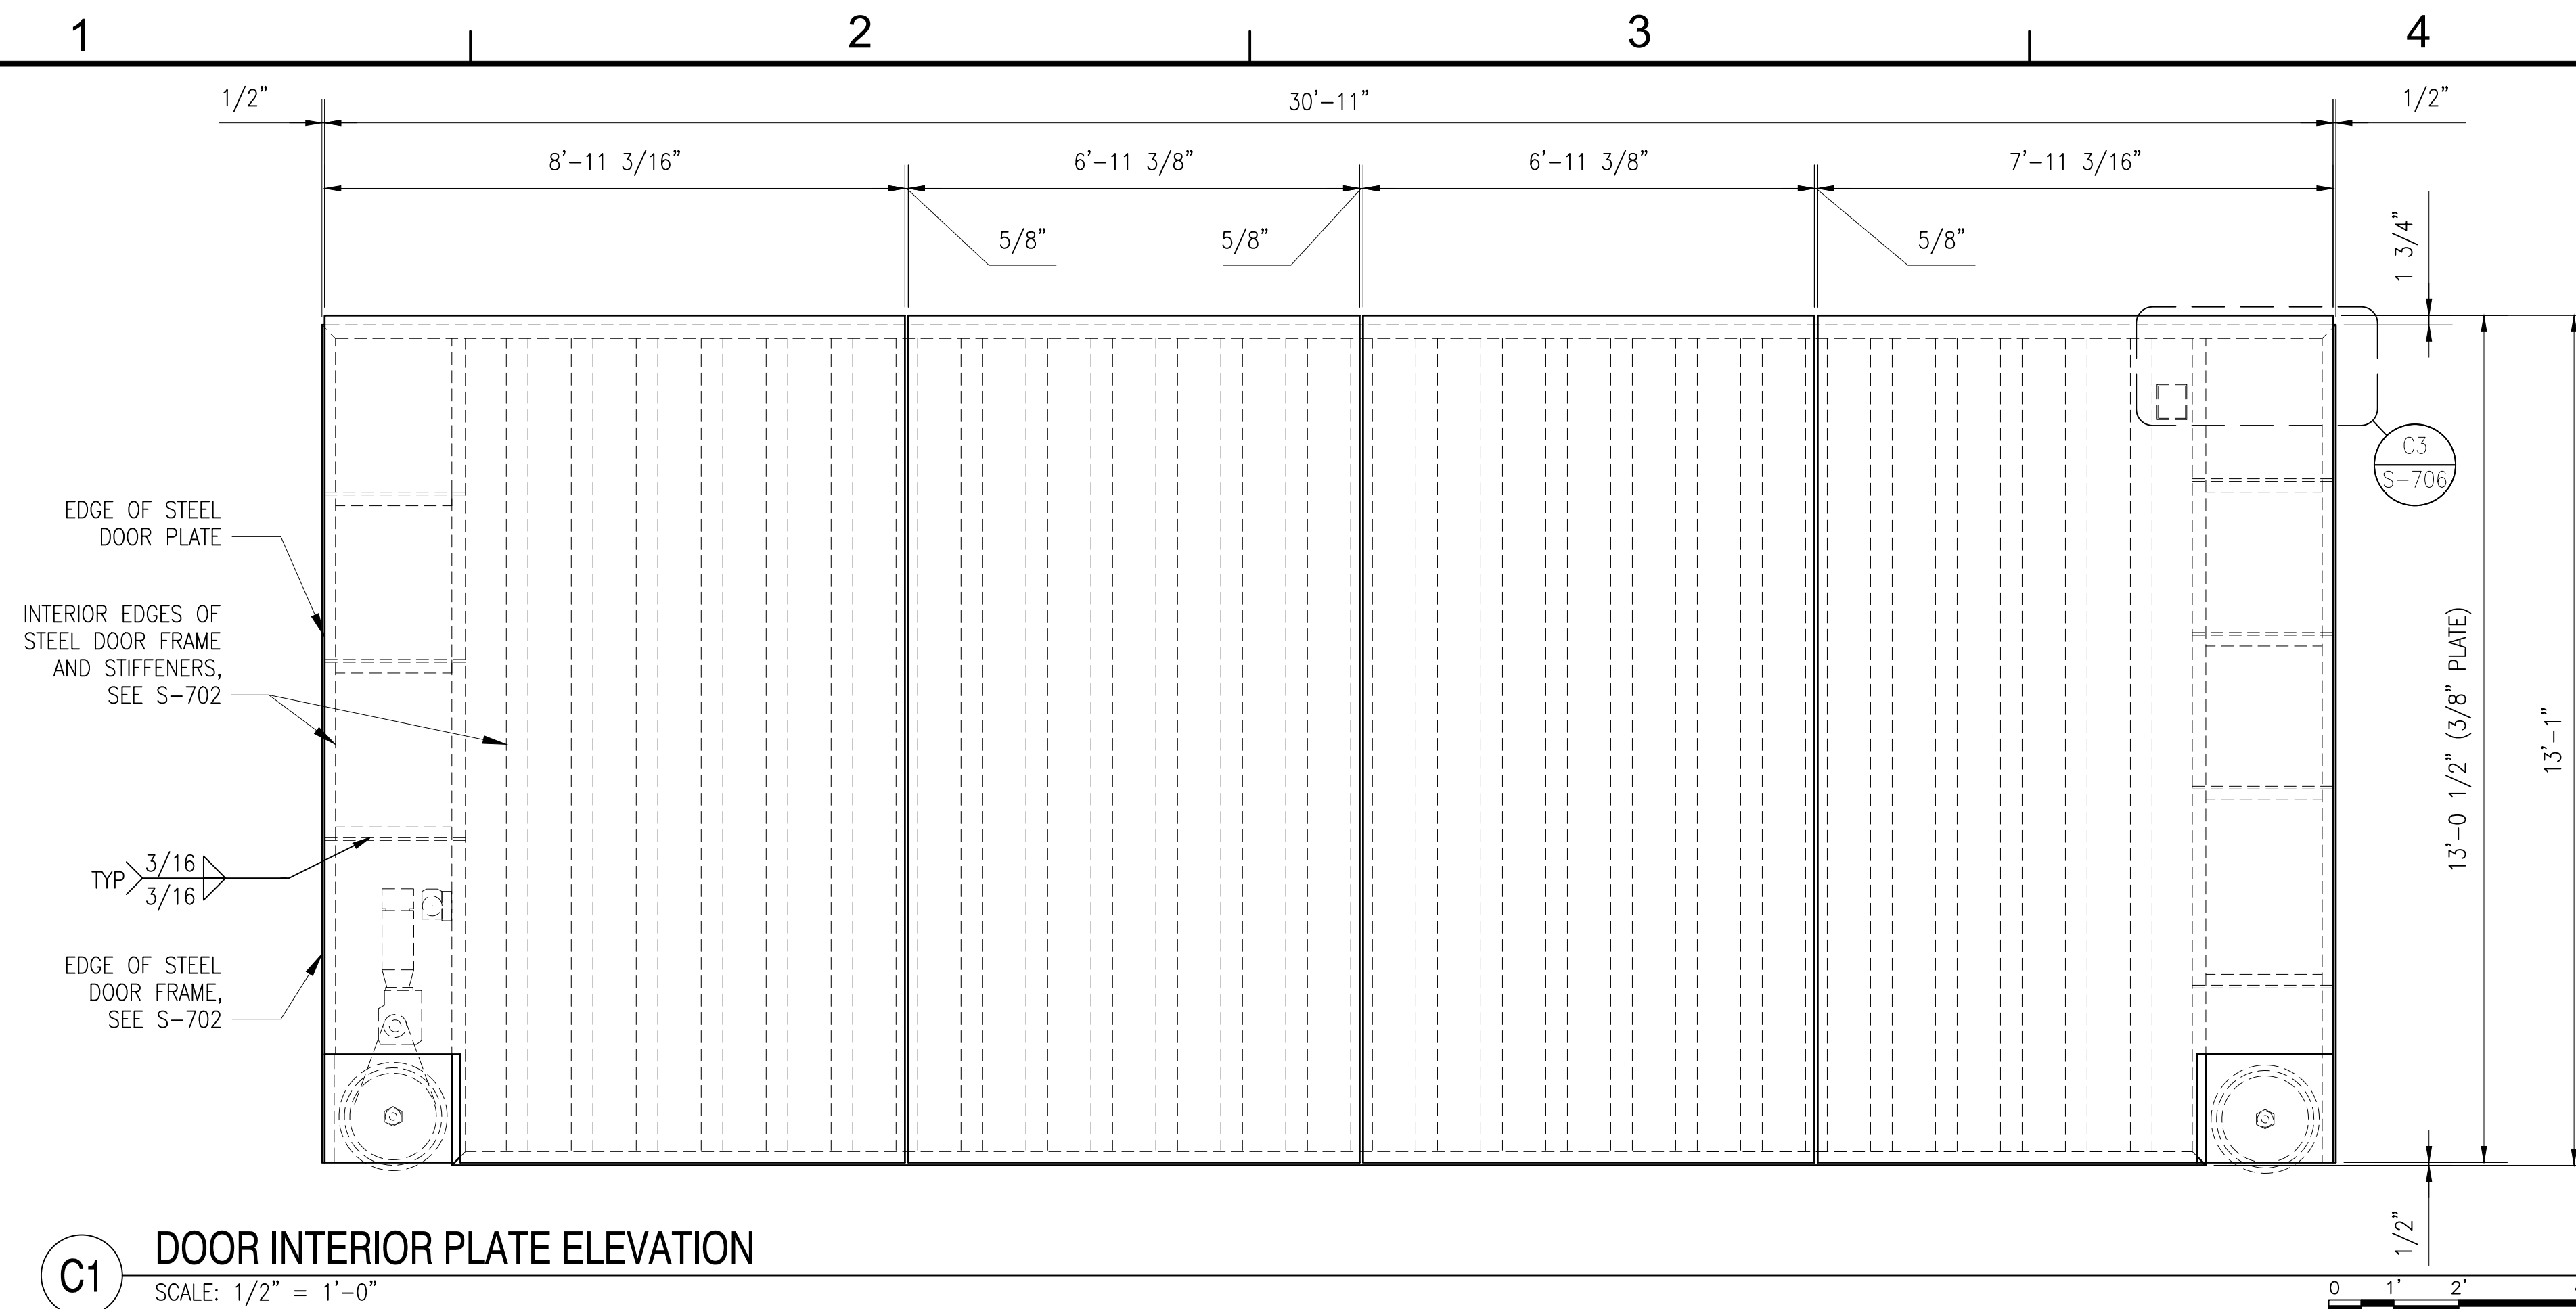 1 2 3 4
1/2" 30'-11" 1/2"
8'-11 3/16" 6'-11 3/8" 6'-11 3/8" 7'-11 3/16"
5/8" 5/8" 5/8"
1 3/4"
C3
S-706
EDGE OF STEEL
DOOR PLATE
INTERIOR EDGES OF
STEEL DOOR FRAME
AND STIFFENERS,
SEE S-702
13'-0 1/2" (3/8" PLATE)
13'-1"
TYP 3/16
3/16
EDGE OF STEEL
DOOR FRAME,
SEE S-702
1/2"
C1 DOOR INTERIOR PLATE ELEVATION
SCALE: 1/2" = 1'-0"
0 1' 2'